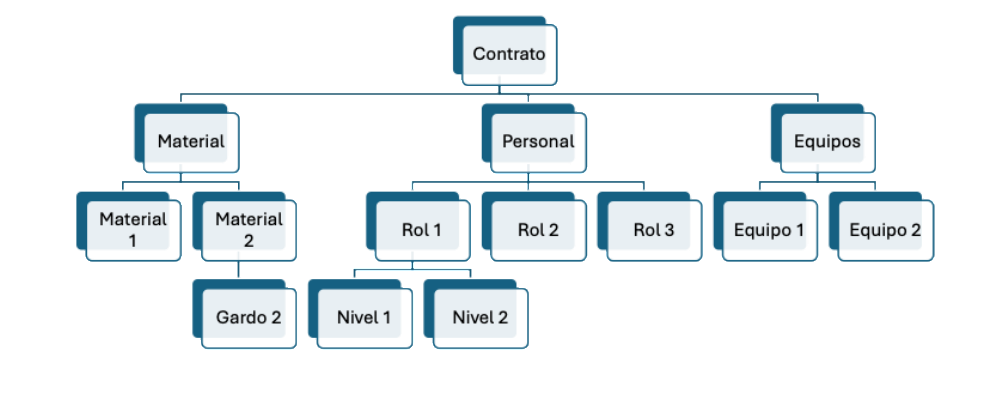 Contrato
Material
Personal
Equipos
Material
1
Material
2
Rol 1
Rol 2
Rol 3
Equipo 1
Equipo 2
Gardo 2
Nivel 1
Nivel 2